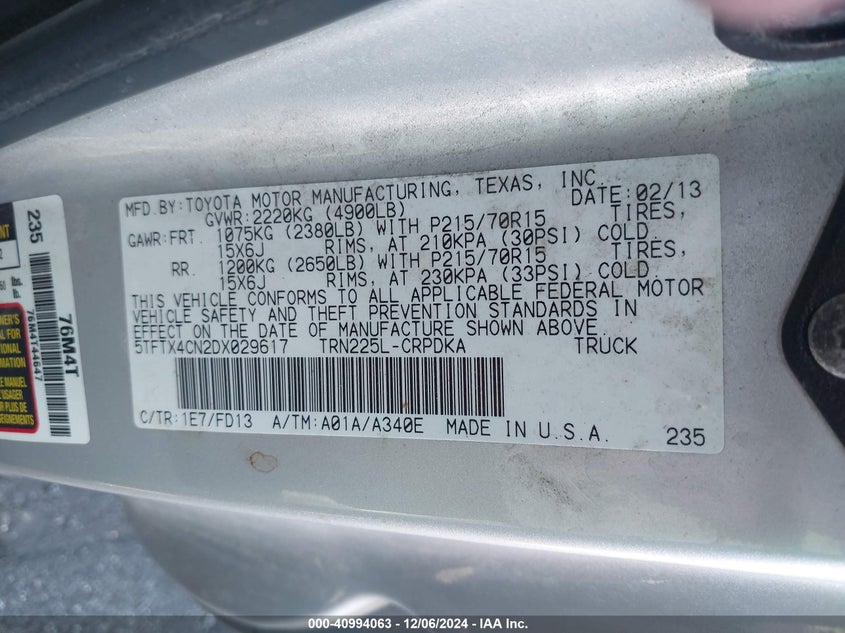 MFD.BY:TOYOTA MOTOR MANUFACTURING, TEXAS, INC. DATE:02/13
GVWR:2220KG (4900LB)
GAWR:FRT. 1075KG (2380LB) WITH P215/70R15 TIRES,
15X6J RIMS, AT 210KPA (30PSI) COLD.
RR. 1200KG (2650LB) WITH P215/70R15 TIRES,
15X6J RIMS, AT 230KPA (33PSI) COLD
THIS VEHICLE CONFORMS TO ALL APPLICABLE FEDERAL MOTOR
VEHICLE SAFETY AND THEFT PREVENTION STANDARDS IN
EFFECT ON THE DATE OF MANUFACTURE SHOWN ABOVE.
5TFTX4CN2DX029617 TRN225L-CRPDKA TRUCK
C/TR:1E7/FD13 A/TM:A01A/A340E MADE IN U.S.A. 235
235
76M4T
76M4T44647
MANUEL
000-40994063 - 12/06/2024 - IAA Inc.